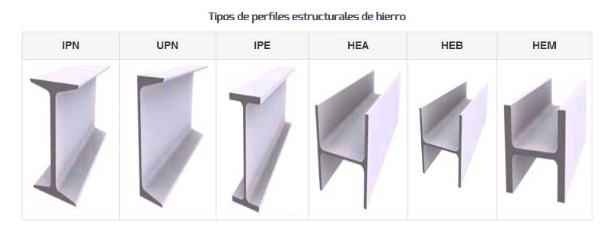 Tipos de perfiles estructurales de hierro
IPN UPN IPE HEA HEB HEM